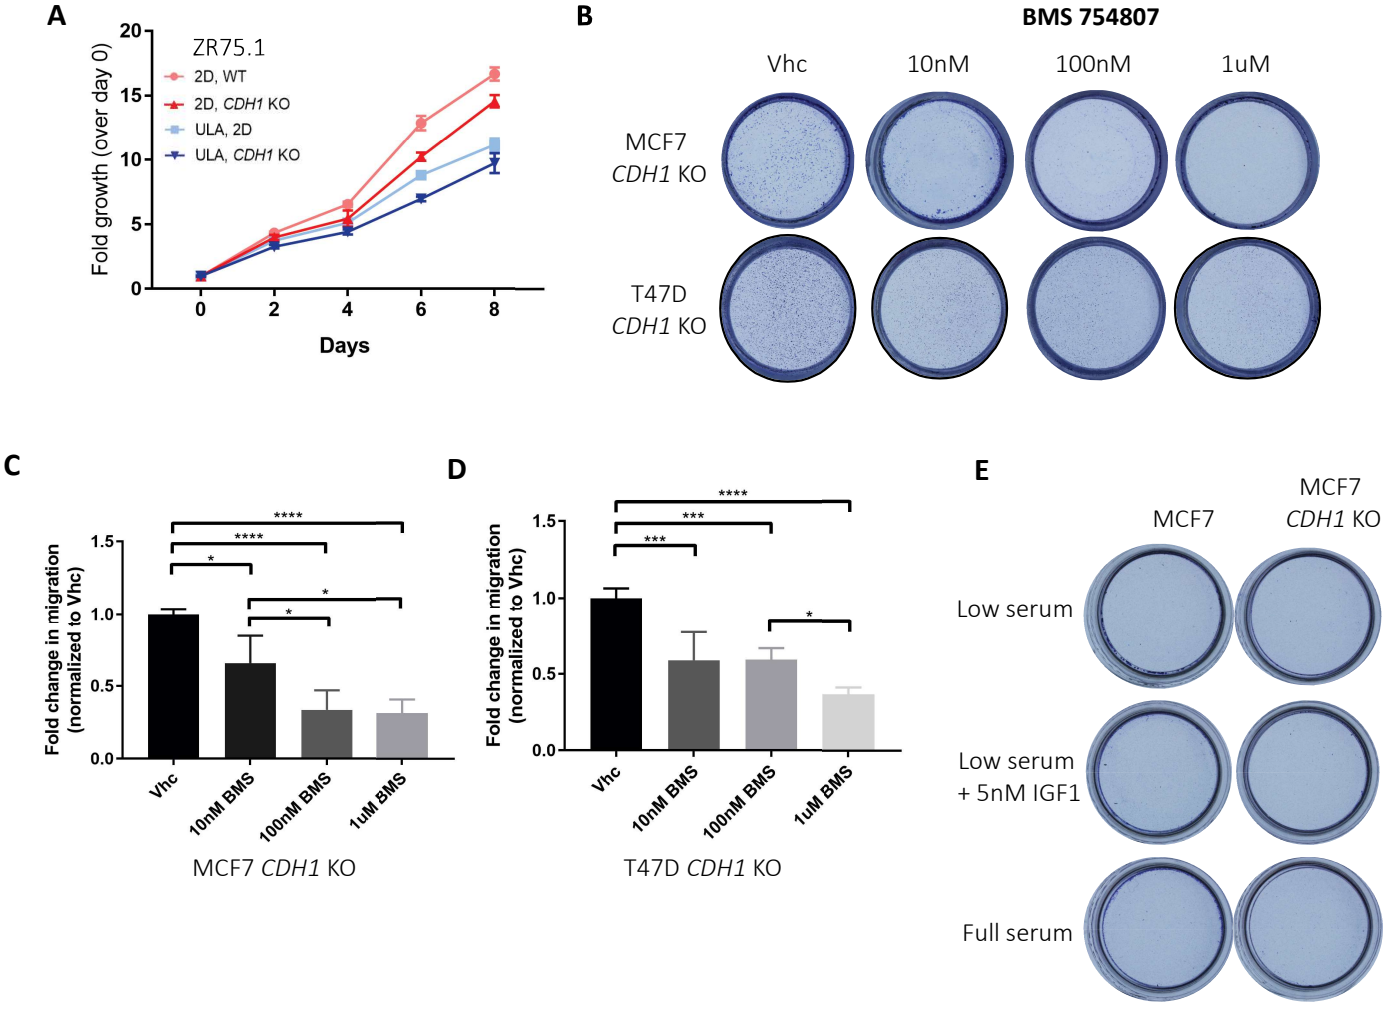 A
ZR75.1
2D, WT
2D, CDH1 KO
ULA, 2D
ULA, CDH1 KO
Fold growth (over day 0)
20
15
10
5
0
0 2 4 6 8
Days
B
BMS 754807
Vhc 10nM 100nM 1uM
MCF7
CDH1 KO
T47D
CDH1 KO
C
Fold change in migration
(normalized to Vhc)
1.5
1.0
0.5
0.0
****
****
*
*
*
Vhc
10nM BMS
100nM BMS
1uM BMS
MCF7 CDH1 KO
D
Fold change in migration
(normalized to Vhc)
1.5
1.0
0.5
0.0
****
***
***
*
Vhc
10nM BMS
100nM BMS
1uM BMS
T47D CDH1 KO
E
MCF7
MCF7
CDH1 KO
Low serum
Low serum
+ 5nM IGF1
Full serum